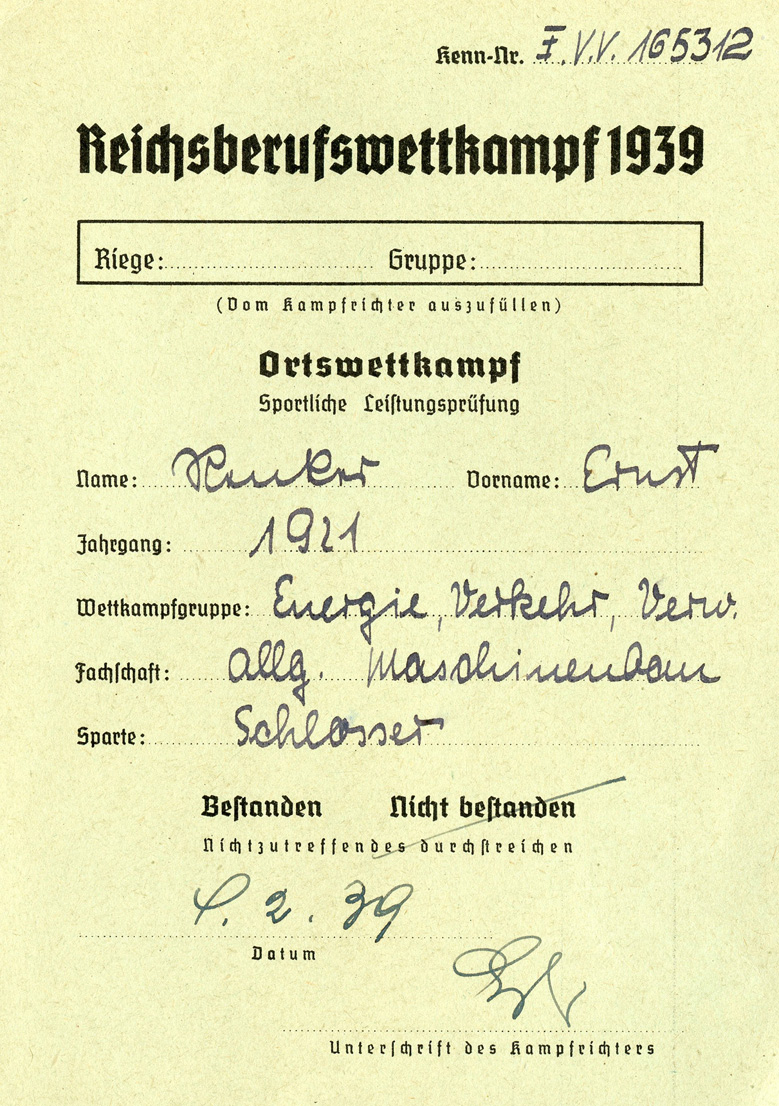 Kenn-Nr. F.V.V. 165312
Reichsberufswettkampf 1939
Riege: Gruppe:
(Vom Kampfrichter auszufüllen)
Ortswettkampf
Sportliche Leistungsprüfung
Name: Henker Vorname: Ernst
Jahrgang: 1921
Wettkampfgruppe: Energie, Verkehr, Verw.
Fachschaft: allg. Maschinenbau
Sparte: Schlosser
Bestanden Nicht bestanden
Nichtzutreffendes durchstreichen
2. 39
Datum
Unterschrift des Kampfrichters